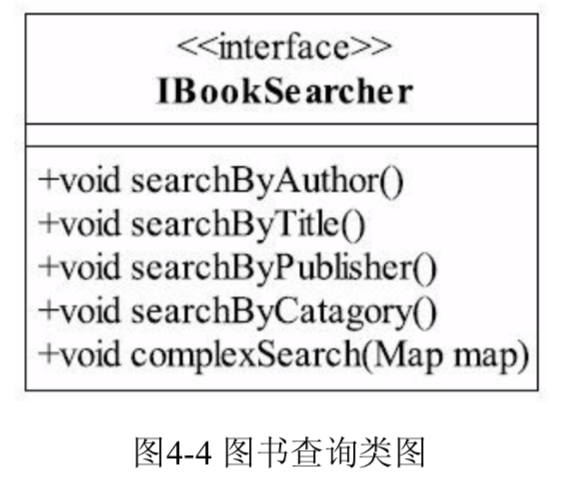 <<interface>>
IBookSearcher
+void searchByAuthor()
+void searchByTitle()
+void searchByPublisher()
+void searchByCatagory()
+void complexSearch(Map map)
图4-4 图书查询类图